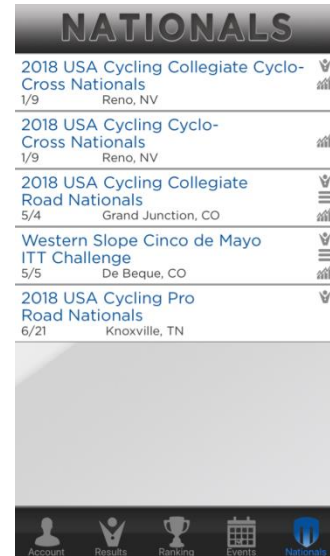 NATIONALS
2018 USA Cycling Collegiate Cyclo-
Cross Nationals
1/9 Reno, NV
2018 USA Cycling Cyclo-
Cross Nationals
1/9 Reno, NV
2018 USA Cycling Collegiate
Road Nationals
5/4 Grand Junction, CO
Western Slope Cinco de Mayo
ITT Challenge
5/5 De Beque, CO
2018 USA Cycling Pro
Road Nationals
6/21 Knoxville, TN
Account Results Ranking Events Nationals